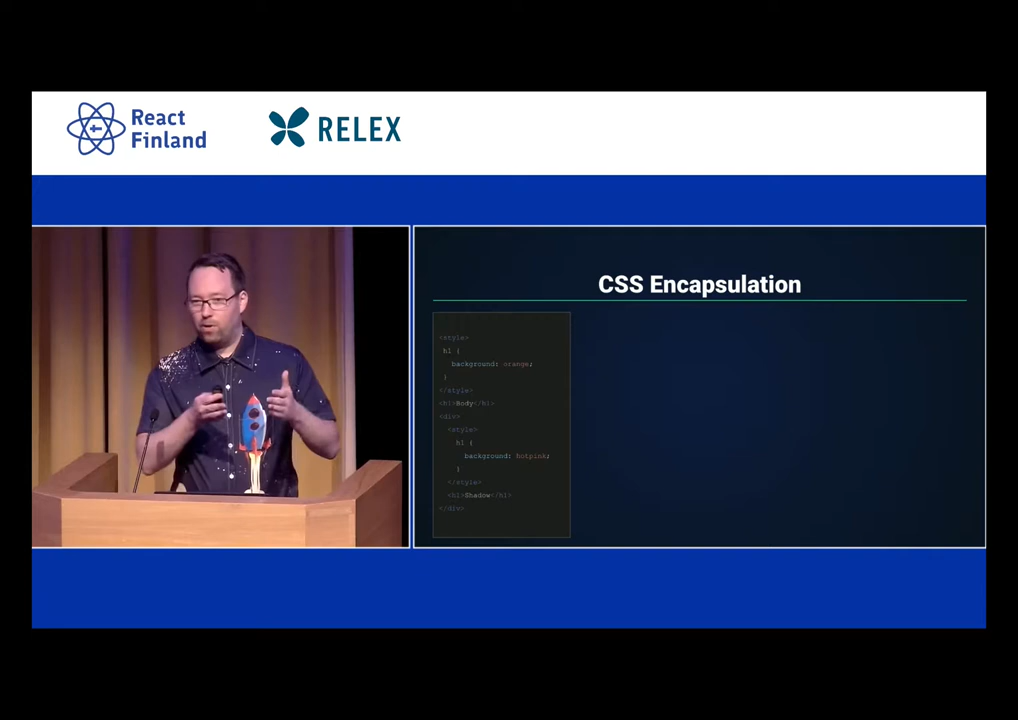 React
Finland
RELEX
CSS Encapsulation
<style>
h1 {
background: orange;
}
</style>
<h1>Body</h1>
<div>
<style>
h1 {
background: hotpink;
}
</style>
<h1>Shadow</h1>
</div>